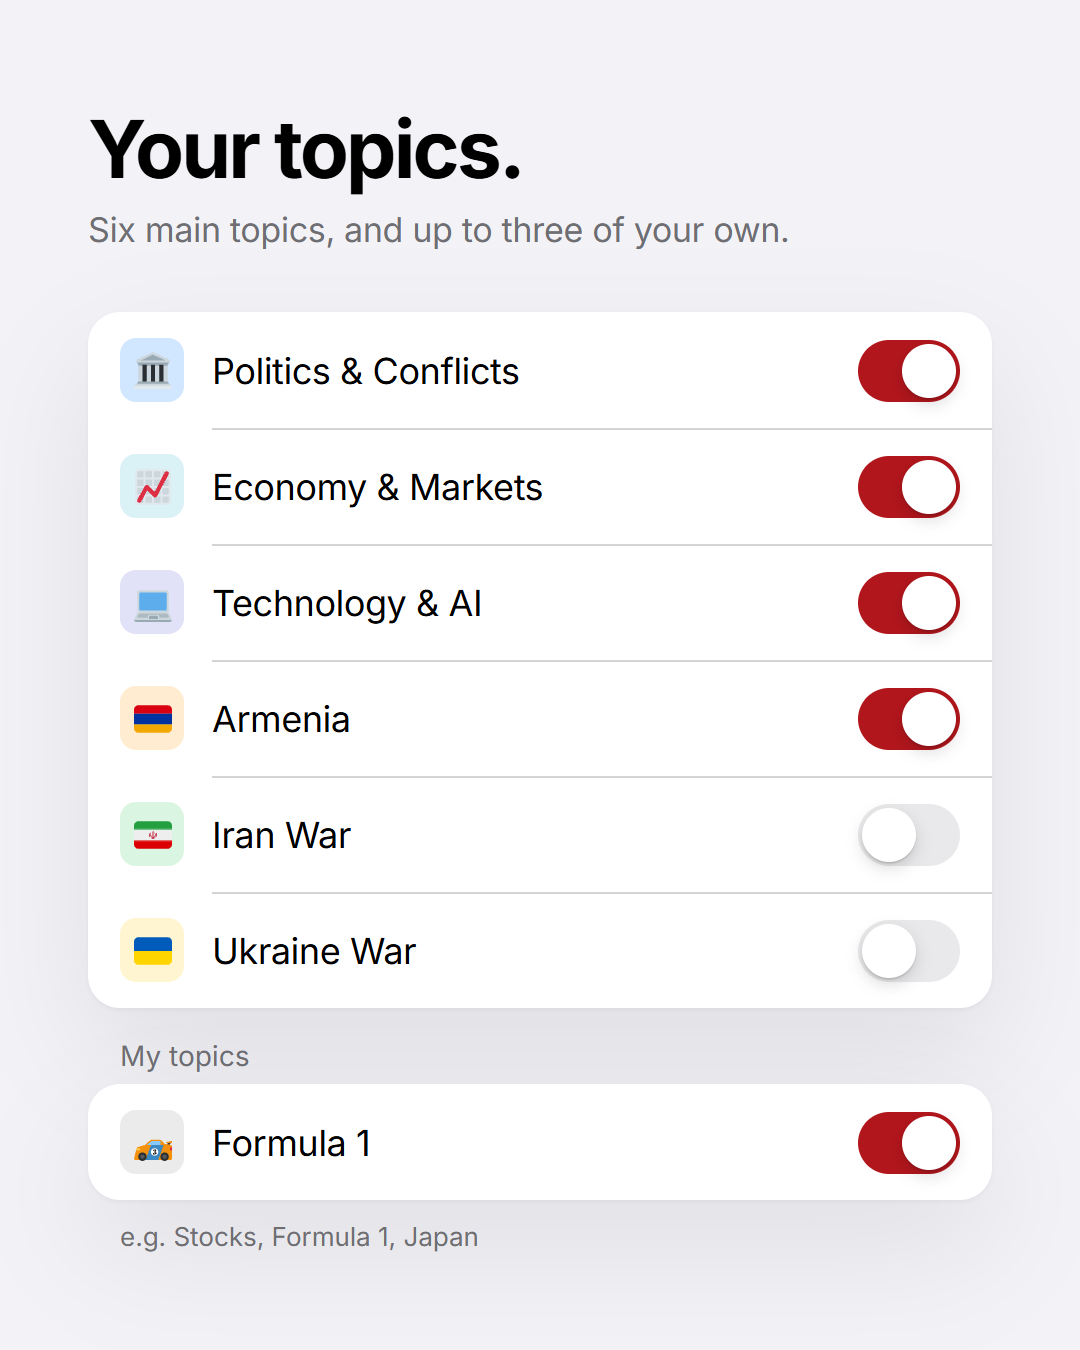 Your topics.
Six main topics, and up to three of your own.
Politics & Conflicts
Economy & Markets
Technology & AI
Armenia
Iran War
Ukraine War
My topics
Formula 1
e.g. Stocks, Formula 1, Japan